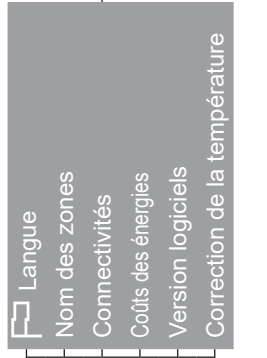 Langue
Nom des zones
Connectivités
Coûts des énergies
Version logiciels
Correction de la température